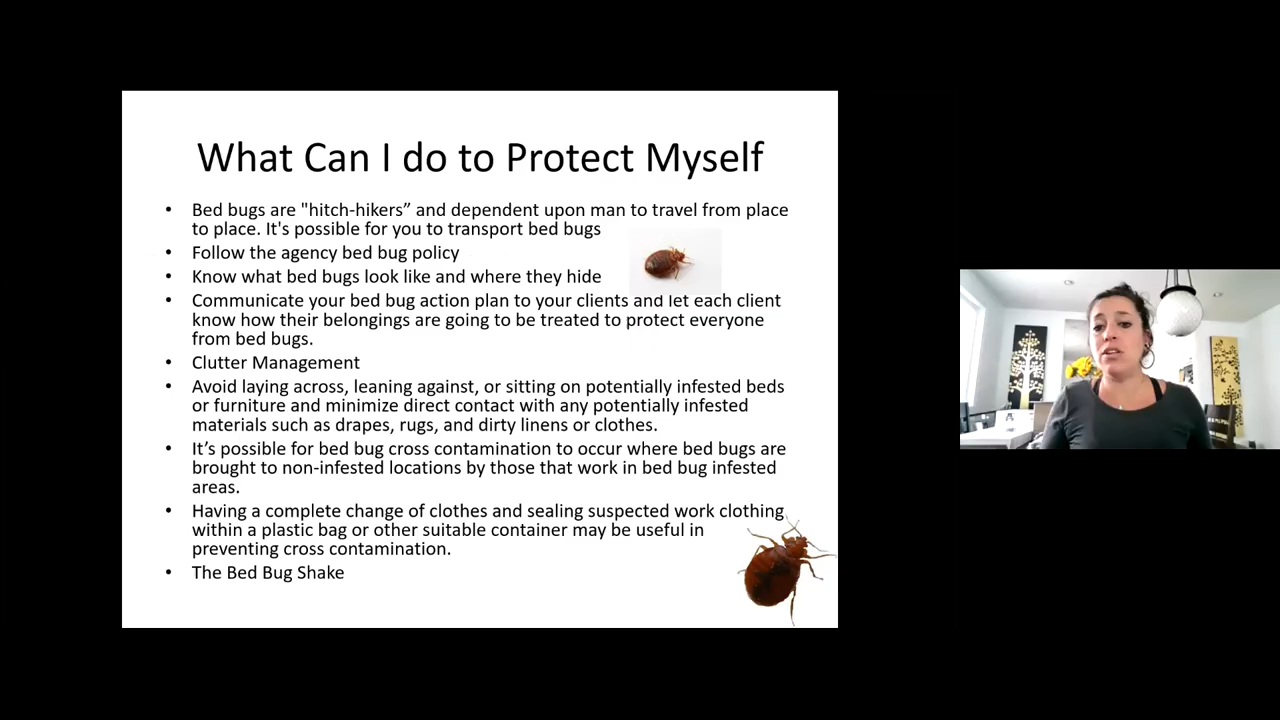 What Can I do to Protect Myself
• Bed bugs are "hitch-hikers” and dependent upon man to travel from place
to place. It's possible for you to transport bed bugs
• Follow the agency bed bug policy
• Know what bed bugs look like and where they hide
• Communicate your bed bug action plan to your clients and let each client
know how their belongings are going to be treated to protect everyone
from bed bugs.
• Clutter Management
• Avoid laying across, leaning against, or sitting on potentially infested beds
or furniture and minimize direct contact with any potentially infested
materials such as drapes, rugs, and dirty linens or clothes.
• It’s possible for bed bug cross contamination to occur where bed bugs are
brought to non-infested locations by those that work in bed bug infested
areas.
• Having a complete change of clothes and sealing suspected work clothing
within a plastic bag or other suitable container may be useful in
preventing cross contamination.
• The Bed Bug Shake